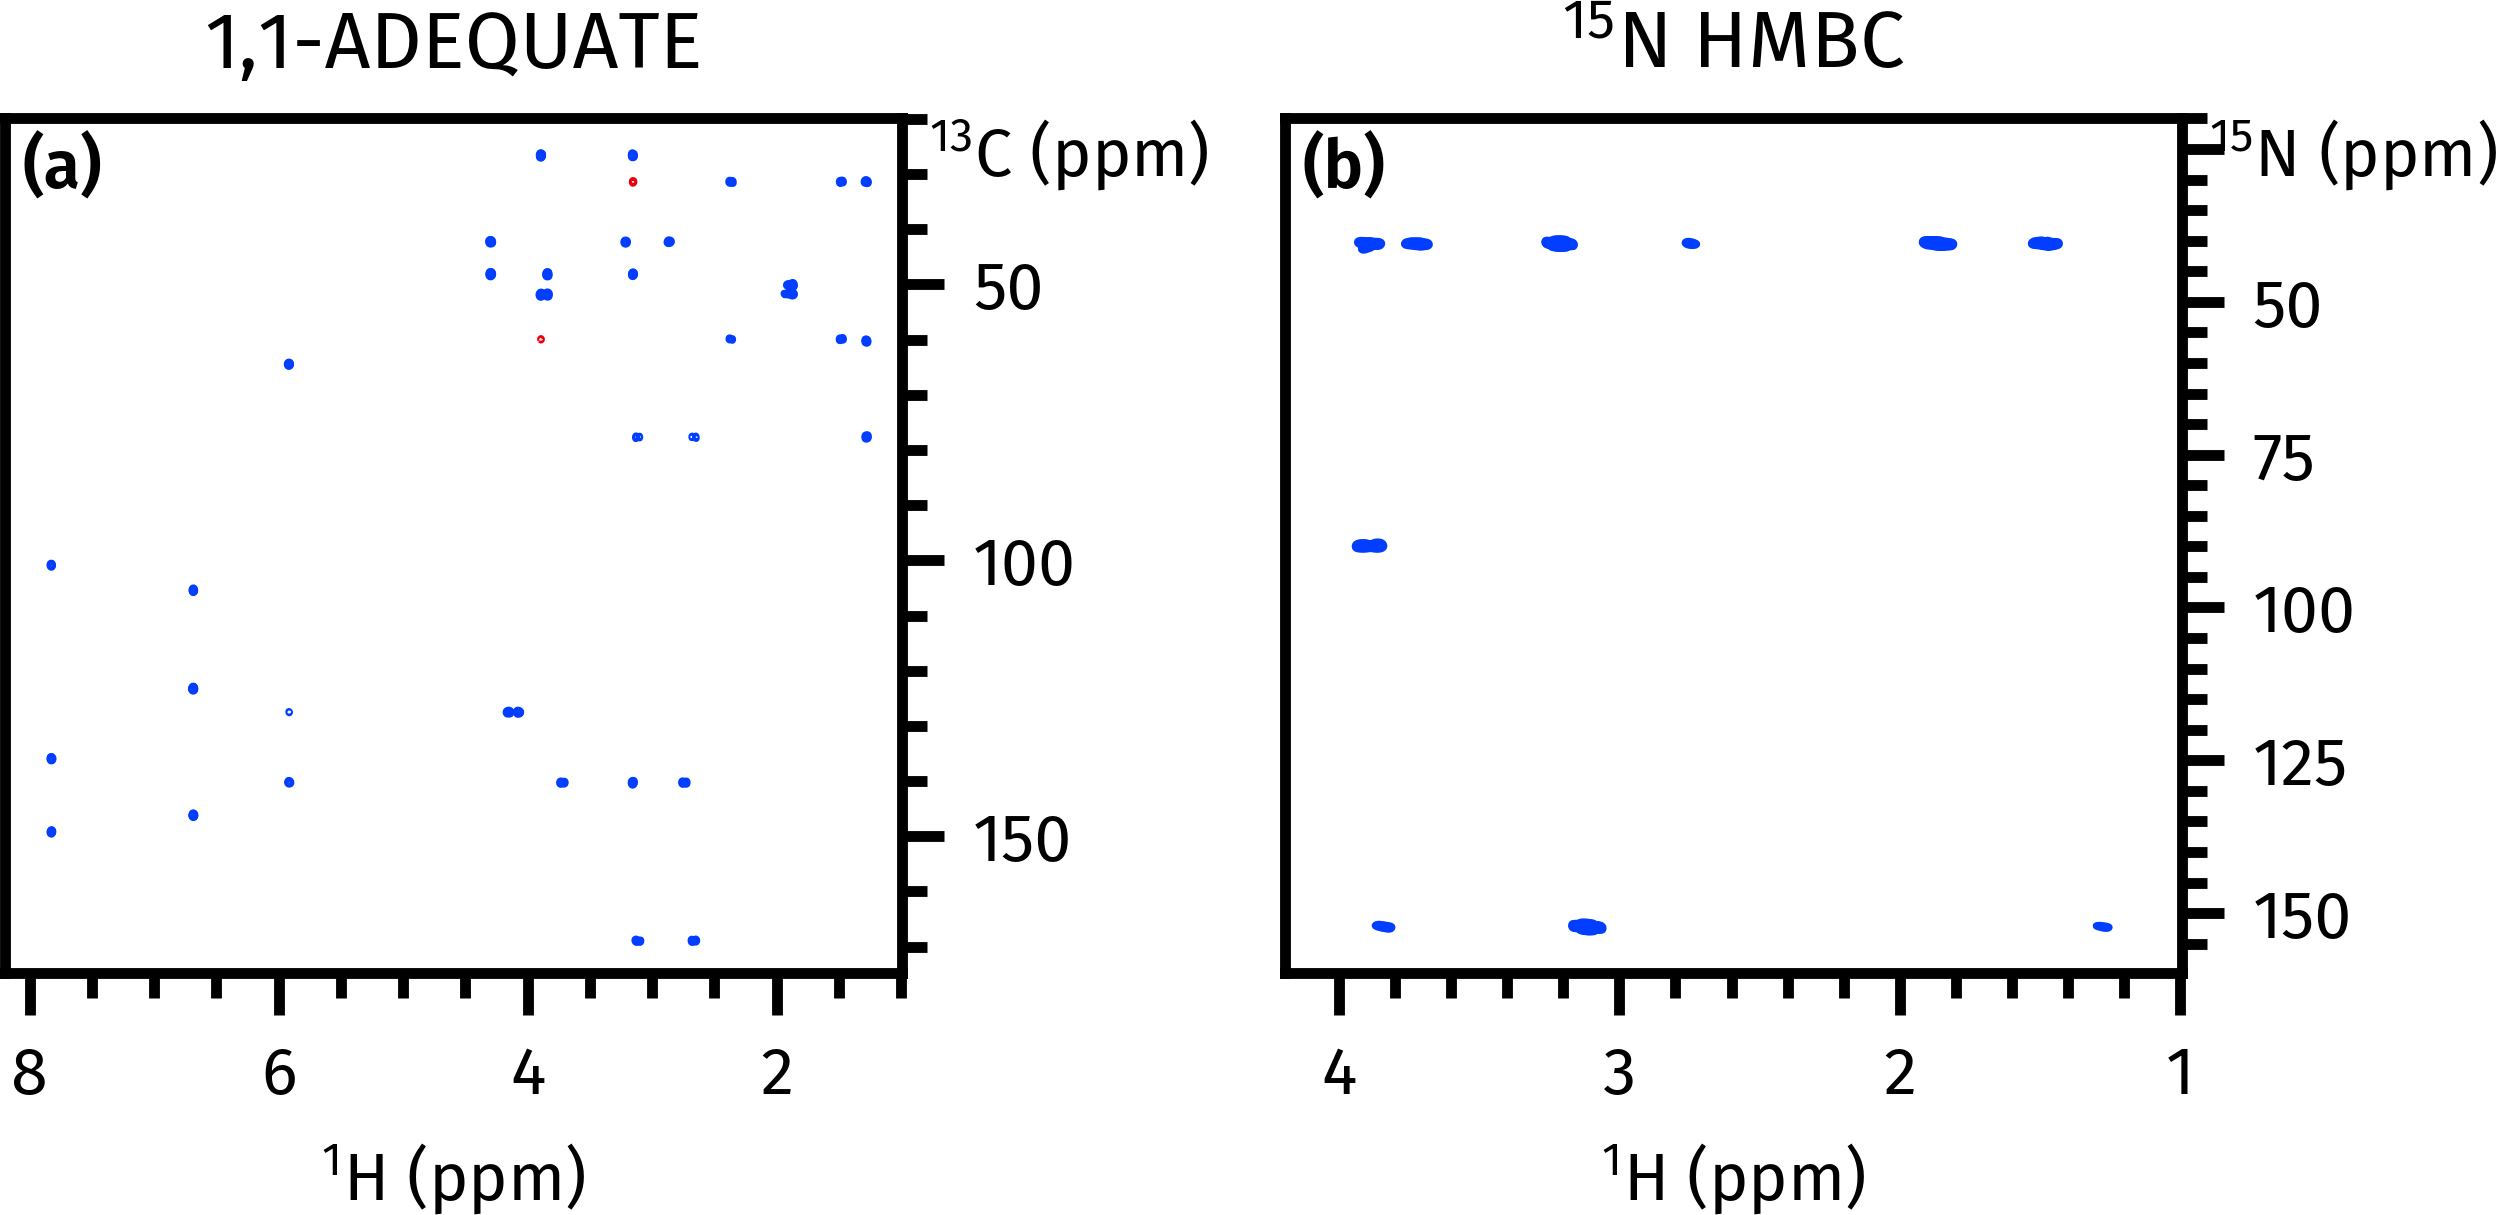 1,1-ADEQUATE
¹⁵N HMBC
(a)
¹³C (ppm)
50
100
150
8 6 4 2
¹H (ppm)
(b)
¹⁵N (ppm)
50
75
100
125
150
4 3 2 1
¹H (ppm)